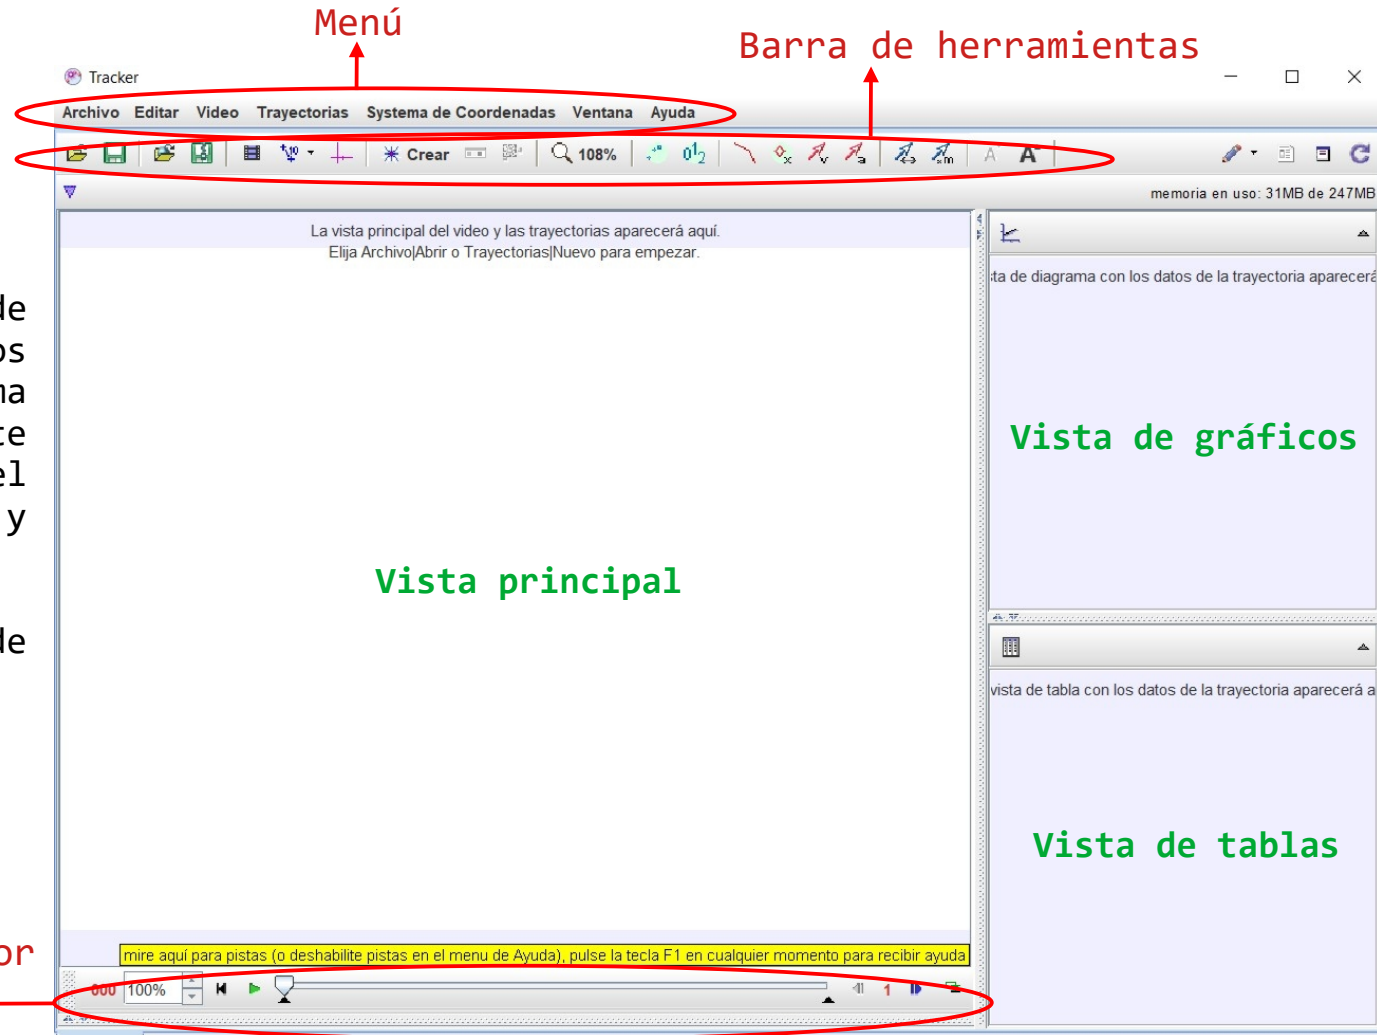 Menú
Barra de herramientas
Tracker
Archivo Editar Video Trayectorias Systema de Coordenadas Ventana Ayuda
Crear 108%
memoria en uso: 31MB de 247MB
La vista principal del video y las trayectorias aparecerá aquí.
Elija Archivo|Abrir o Trayectorias|Nuevo para empezar.
de diagrama con los datos de la trayectoria
Vista de gráficos
Vista principal
y
vista de tabla con los datos de la trayectoria aparecerá a
Vista de tablas
mire aquí para pistas (o deshabilite pistas en el menu de Ayuda), pulse la tecla F1 en cualquier momento para recibir ayuda
000 100% 1